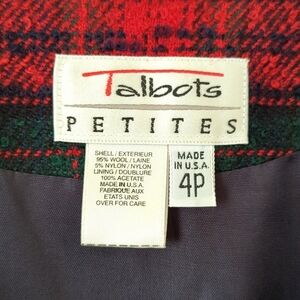 Talbots
PETITES
SHELL / EXTERIEUR
95% WOOL / LAINE
5% NYLON / NYLON
LINING / DOUBLURE
100% ACETATE
MADE IN U.S.A.
FABRIQUE AUX
ETATS UNIS
OVER FOR CARE
MADE
IN U.S.A.
4P